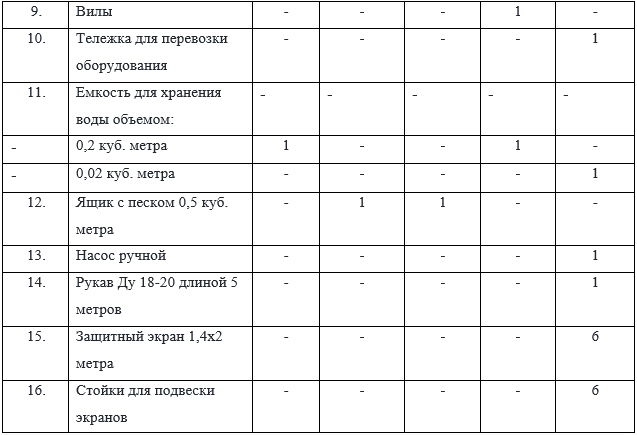 9. Вилы - - - 1 -
10. Тележка для перевозки - - - - 1
оборудования
11. Емкость для хранения - - - - -
воды объемом:
- 0,2 куб. метра 1 - - 1 -
- 0,02 куб. метра - - - - 1
12. Ящик с песком 0,5 куб. - 1 1 - -
метра
13. Насос ручной - - - - 1
14. Рукав Ду 18-20 длиной 5 - - - - 1
метров
15. Защитный экран 1,4х2 - - - - 6
метра
16. Стойки для подвески - - - - 6
экранов